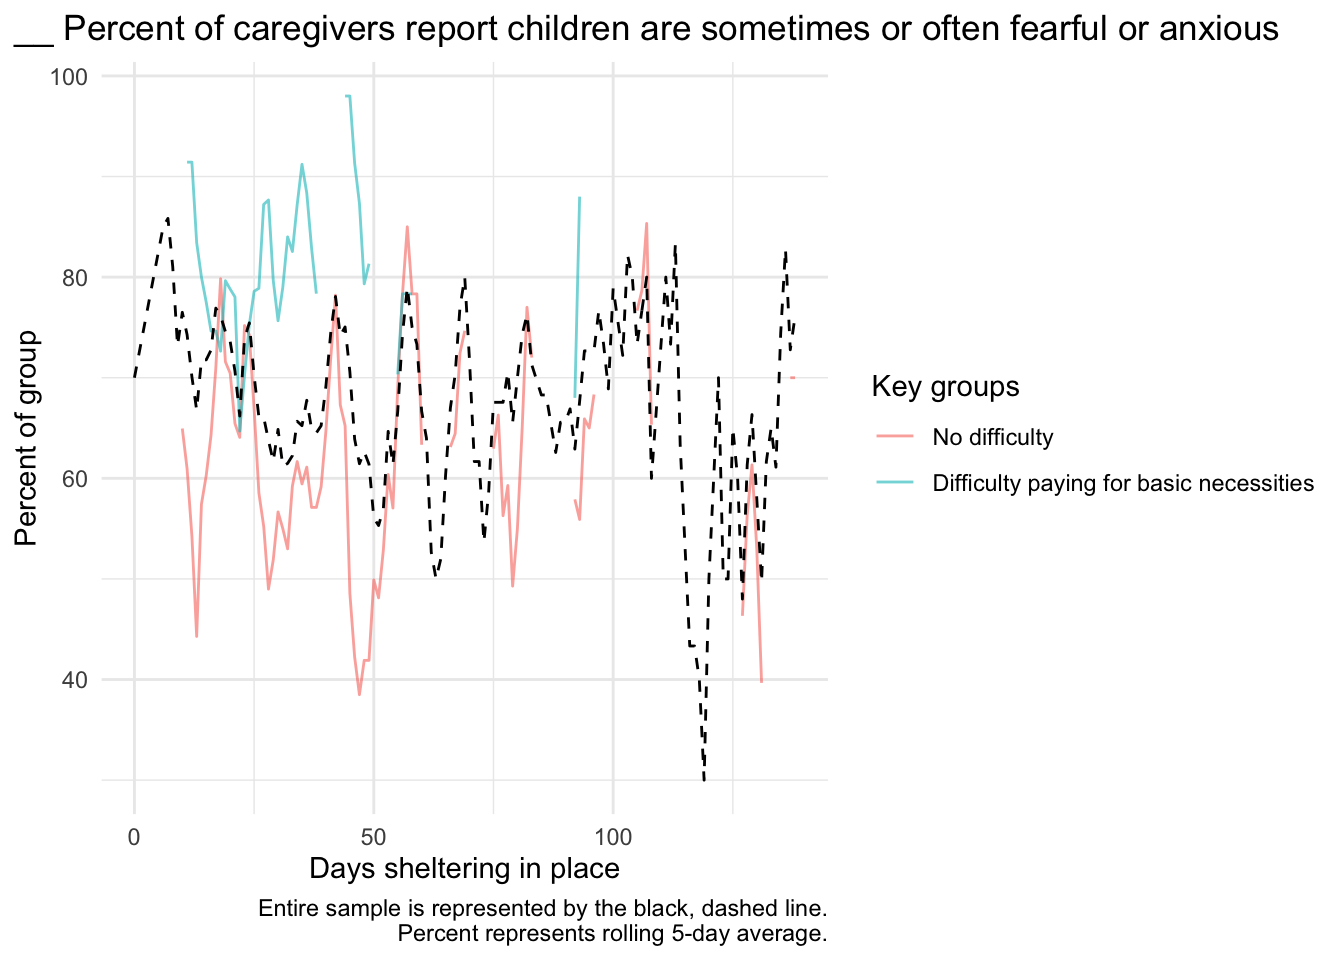 __ Percent of caregivers report children are sometimes or often fearful or anxious
100
80
60
40
Percent of group
0
50
100
Days sheltering in place
Key groups
No difficulty
Difficulty paying for basic necessities
Entire sample is represented by the black, dashed line.
Percent represents rolling 5-day average.